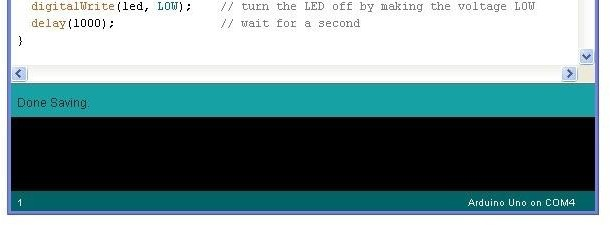 digitalWrite(led, LOW);    // turn the LED off by making the voltage LOW
delay(1000);               // wait for a second
}
Done Saving.
1
Arduino Uno on COM4